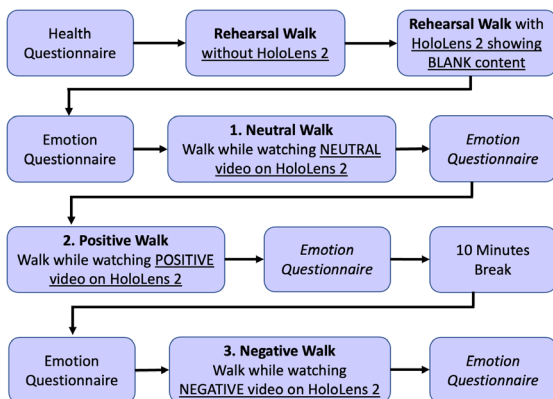 Health
Questionnaire
Rehearsal Walk
without HoloLens 2
Rehearsal Walk with
HoloLens 2 showing
BLANK content
Emotion
Questionnaire
1. Neutral Walk
Walk while watching NEUTRAL
video on HoloLens 2
Emotion
Questionnaire
2. Positive Walk
Walk while watching POSITIVE
video on HoloLens 2
Emotion
Questionnaire
10 Minutes
Break
Emotion
Questionnaire
3. Negative Walk
Walk while watching
NEGATIVE video on HoloLens 2
Emotion
Questionnaire